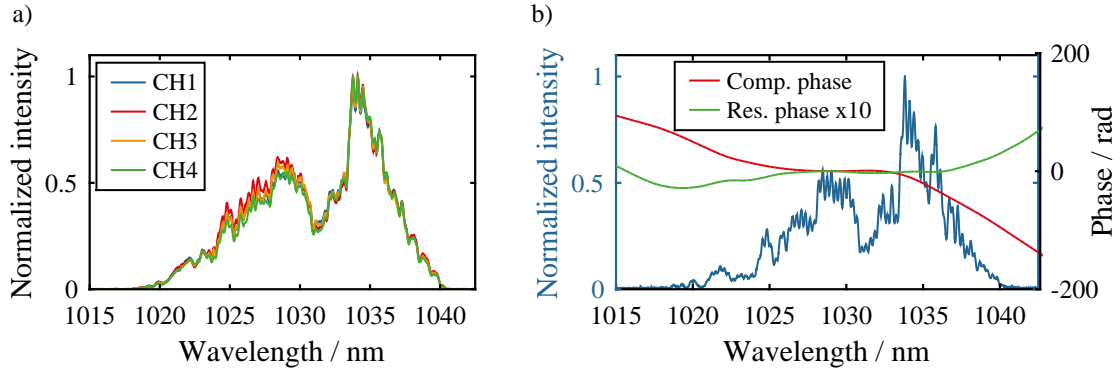 a)
Normalized intensity
1
0.5
0
CH1
CH2
CH3
CH4
1015 1020 1025 1030 1035 1040
Wavelength / nm
b)
Normalized intensity
1
0.5
0
Comp. phase
Res. phase x10
200
0
-200
Phase / rad
1015 1020 1025 1030 1035 1040
Wavelength / nm